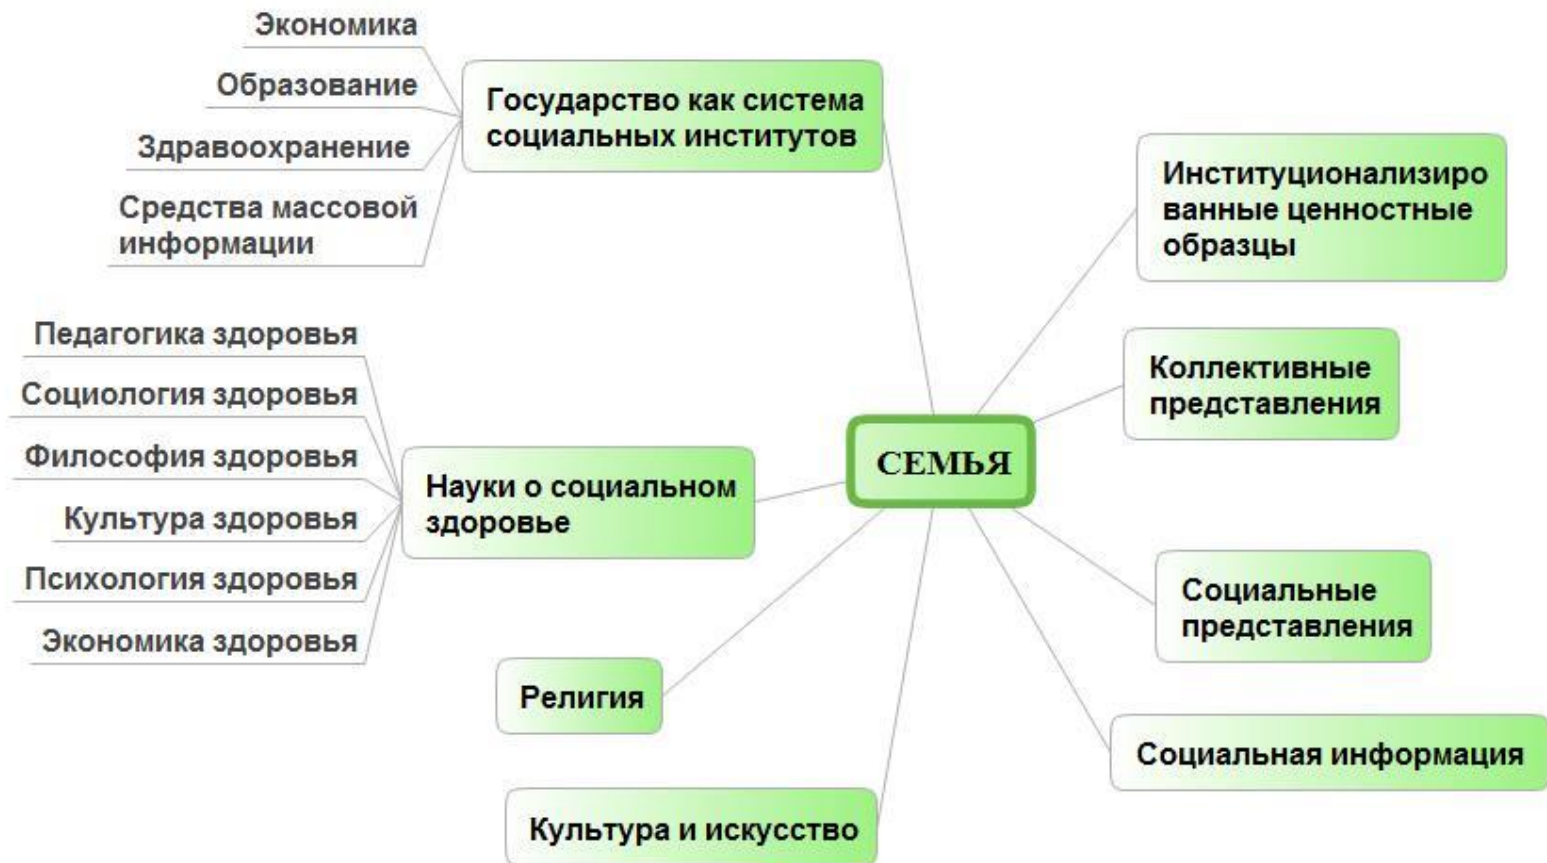 Экономика
Образование
Здравоохранение
Средства массовой
информации
Государство как система
социальных институтов
Педагогика здоровья
Социология здоровья
Философия здоровья
Культура здоровья
Психология здоровья
Экономика здоровья
Науки о социальном
здоровье
Религия
Культура и искусство
СЕМЬЯ
Институционализиро
ванные ценностные
образцы
Коллективные
представления
Социальные
представления
Социальная информация